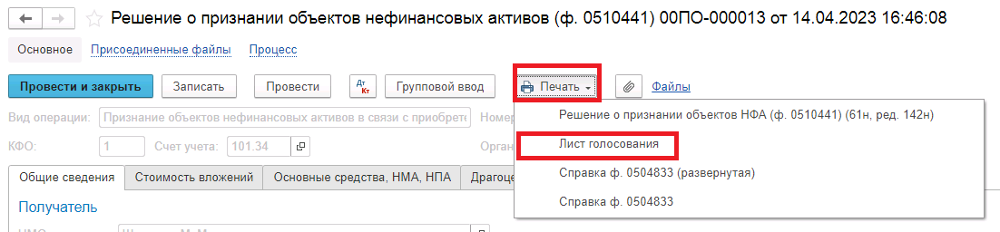 Решение о признании объектов нефинансовых активов (ф. 0510441) 00ПО-000013 от 14.04.2023 16:46:08
Основное Присоединенные файлы Процесс
Провести и закрыть Записать Провести Дт Кт Групповой ввод Печать Файлы
Решение о признании объектов НФА (ф. 0510441) (61н, ред. 142н)
Лист голосования
Справка ф. 0504833 (развернутая)
Справка ф. 0504833
Вид операции: Признание объектов нефинансовых активов в связи с приобрете Номер
КФО: 1 Счет учета: 101.34 Орган
Общие сведения Стоимость вложений Основные средства, НМА, НПА Драгоце
Получатель